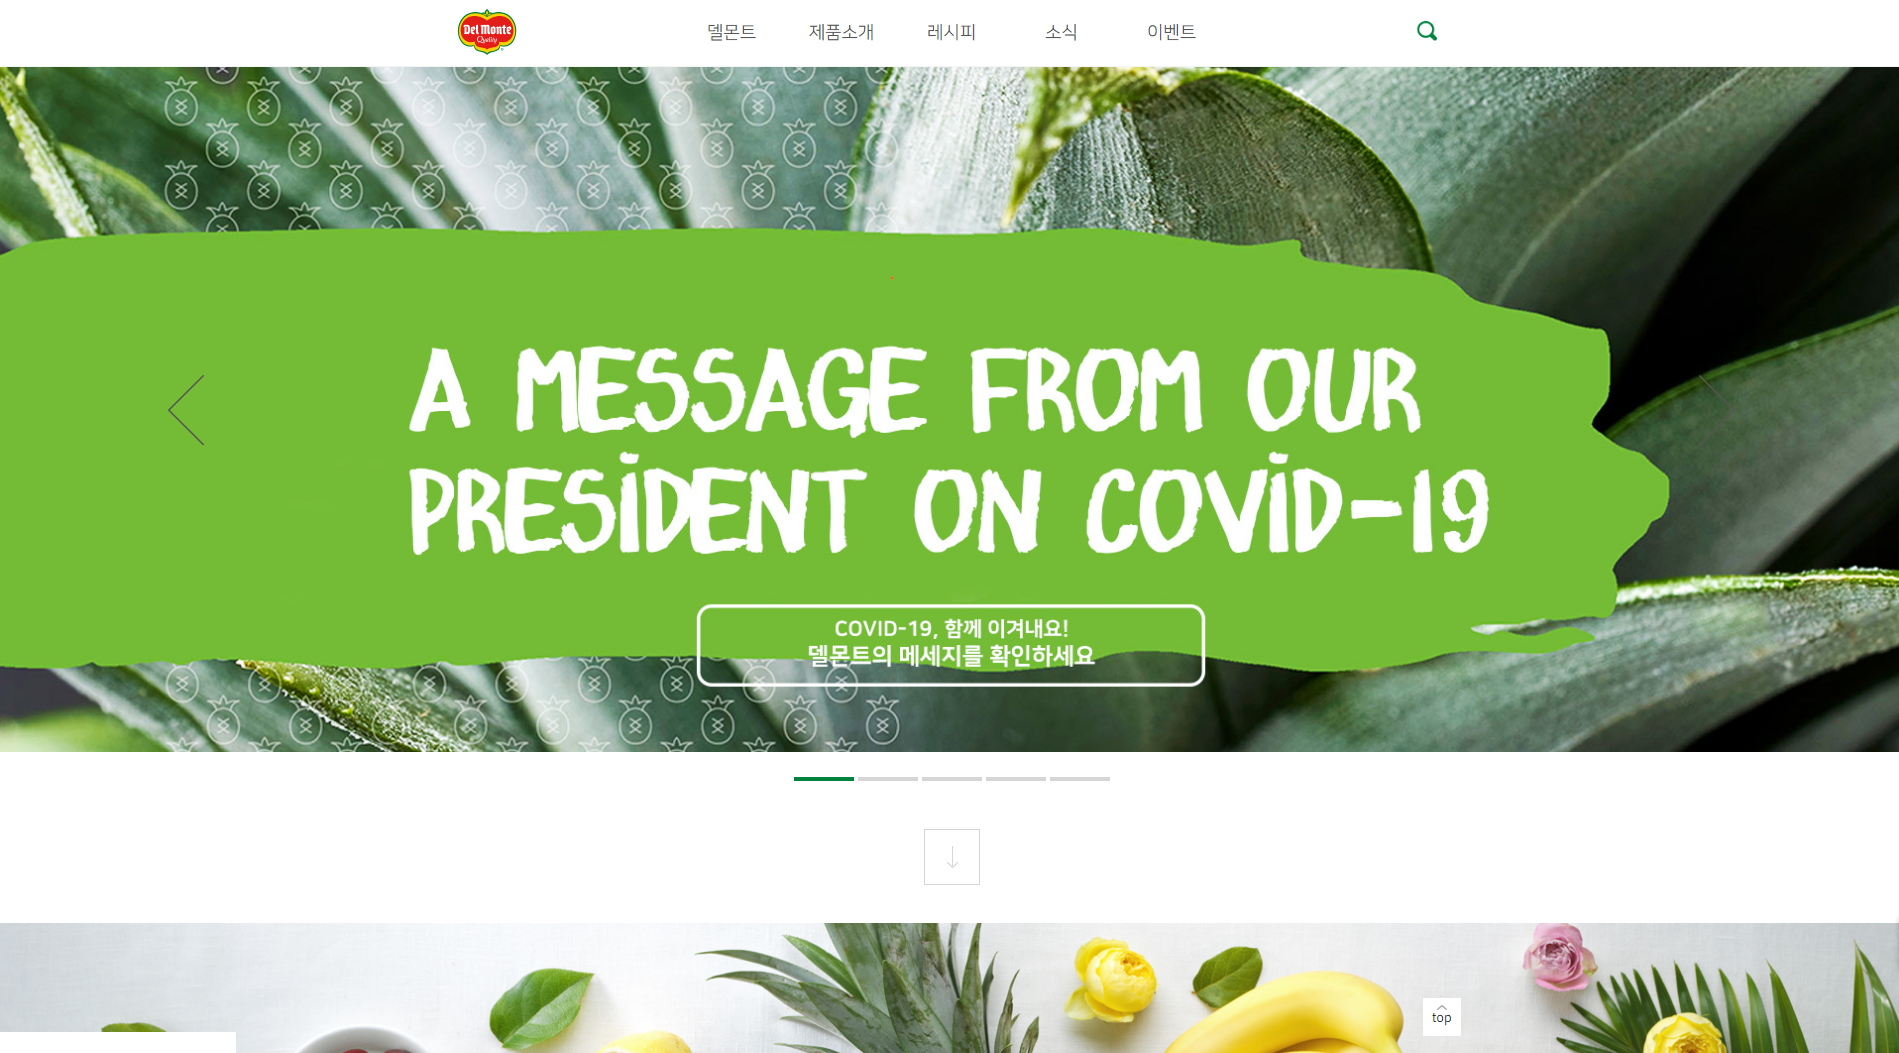 Del Monte
Quality
델몬트
제품소개
레시피
소식
이벤트
A MESSAGE FROM OUR
PRESIDENT ON COVID-19
COVID-19, 함께 이겨내요!
델몬트의 메세지를 확인하세요
top